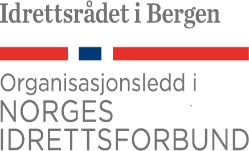 Idrettsrådet i Bergen
Organisasjonsledd i
NORGES
IDRETTSFORBUND